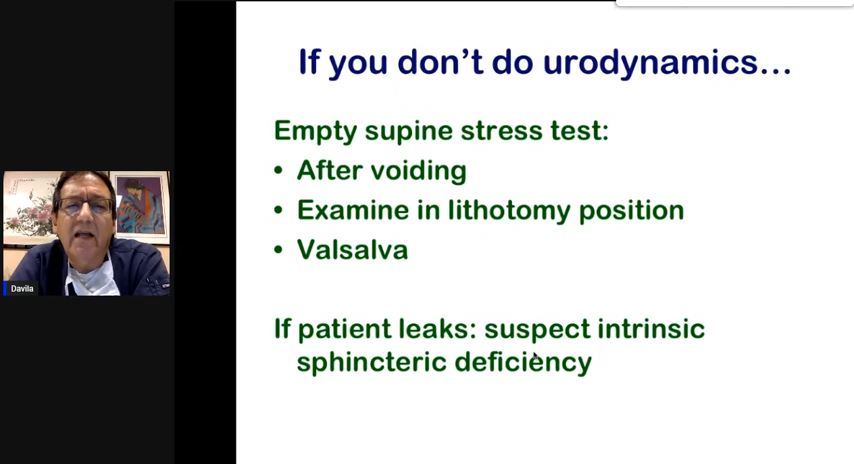 If you don't do urodynamics...
Empty supine stress test:
• After voiding
• Examine in lithotomy position
• Valsalva
If patient leaks: suspect intrinsic
sphincteric deficiency
Davila